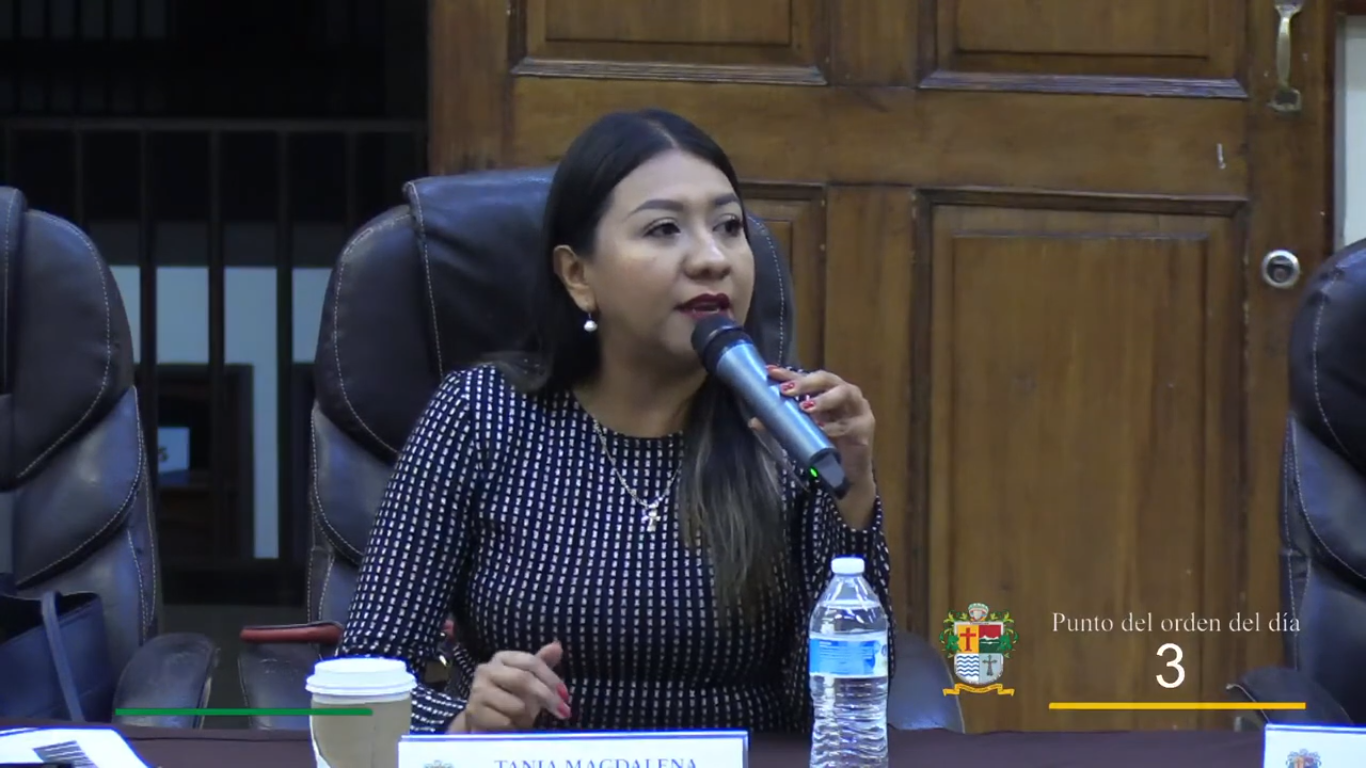 Punto del orden del día
3
TANIA MAGDALENA